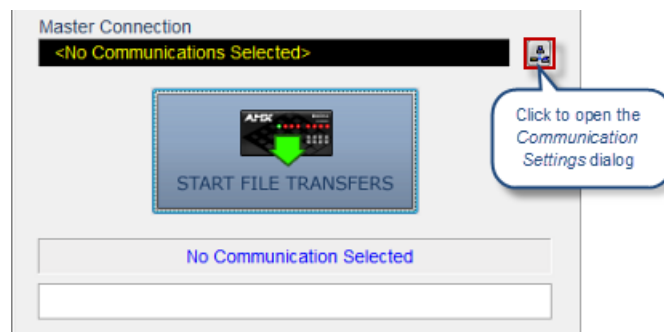 Master Connection
<No Communications Selected>
Click to open the
Communication
Settings dialog
AMX
START FILE TRANSFERS
No Communication Selected